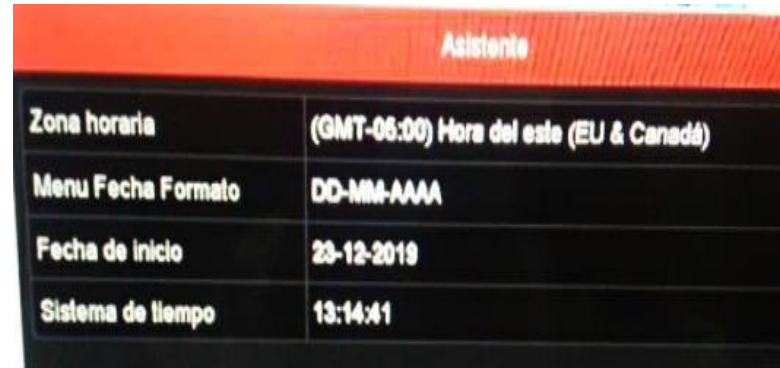 Asistente
Zona horaria (GMT-05:00) Hora del este (EU & Canadá)
Menu Fecha Formato DD-MM-AAAA
Fecha de inicio 23-12-2019
Sistema de tiempo 13:14:41